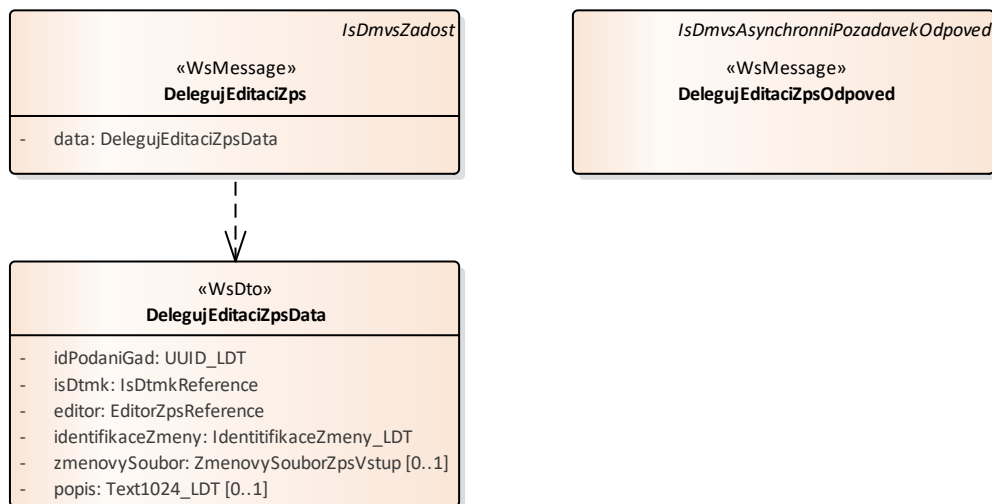 IsDmvsZadost
«WsMessage»
DelegujEditaciZps
- data: DelegujEditaciZpsData
IsDmvsAsynchronniPozadavekOdpoved
«WsMessage»
DelegujEditaciZpsOdpoved
«WsDto»
DelegujEditaciZpsData
- idPodaniGad: UUID_LDT
- isDtmk: IsDtmkReference
- editor: EditorZpsReference
- identifikaceZmeny: IdentitifikaceZmeny_LDT
- zmenovySoubor: ZmenovySouborZpsVstup [0..1]
- popis: Text1024_LDT [0..1]